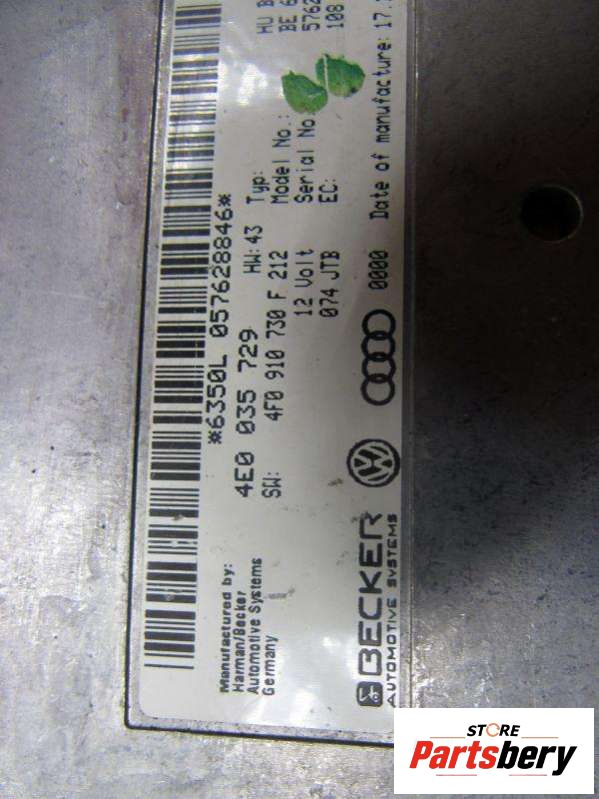 *6350L 057628846*
4E0 035 729 HW: 43 Typ: HU B
SW: 4F0 910 730 F 212 Model No.: BE 6
12 Volt Serial No
074 JTB EC: 108
0000 Date of manufacture: 17.
Manufactured by:
Harman/Becker
Automotive Systems
Germany
BECKER
AUTOMOTIVE SYSTEMS
STORE
Partsbery